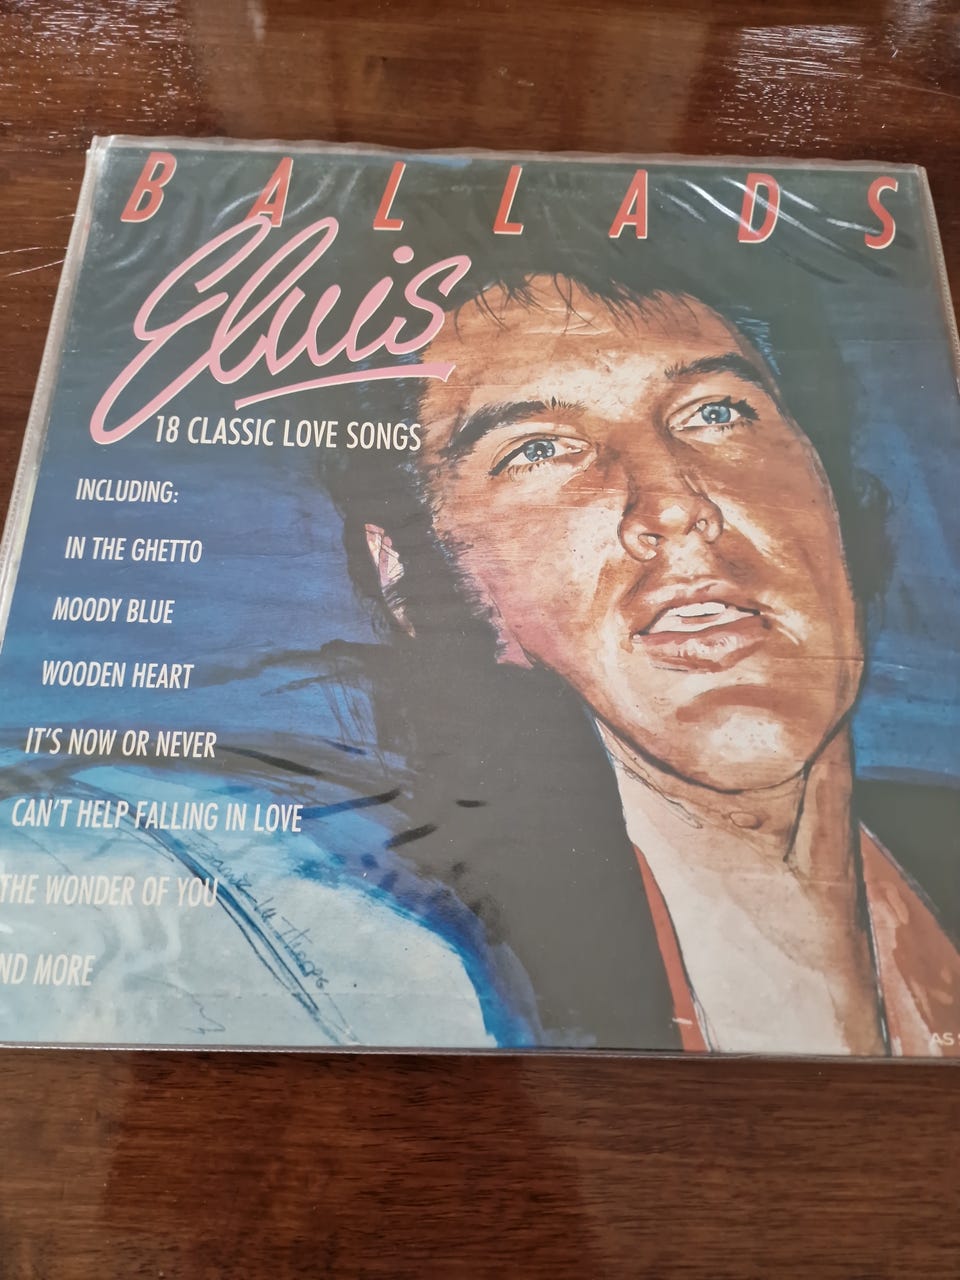 BALLADS
Elvis
18 CLASSIC LOVE SONGS
INCLUDING:
IN THE GHETTO
MOODY BLUE
WOODEN HEART
IT'S NOW OR NEVER
CAN'T HELP FALLING IN LOVE
THE WONDER OF YOU
ND MORE
AS